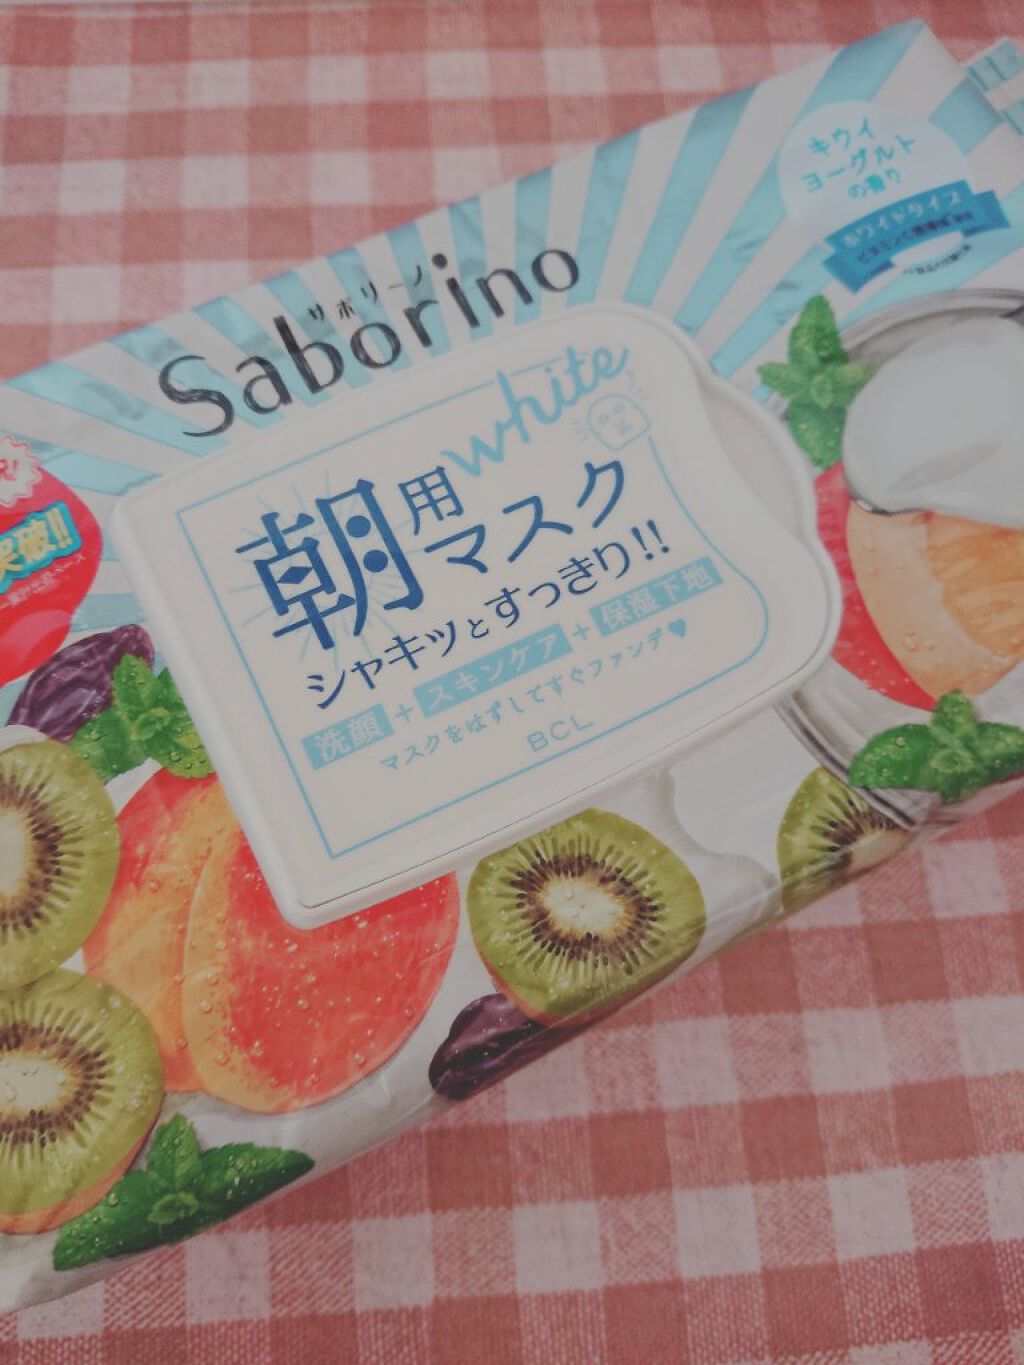 キウイ
ヨーグルト
の香り
ホワイトタイプ
サボリーノ
Saborino
white
朝用マスク
シャキッとすっきり!!
洗顔+スキンケア+保湿下地
マスクをはずしてすぐファンデ♥
BCL
突破!!